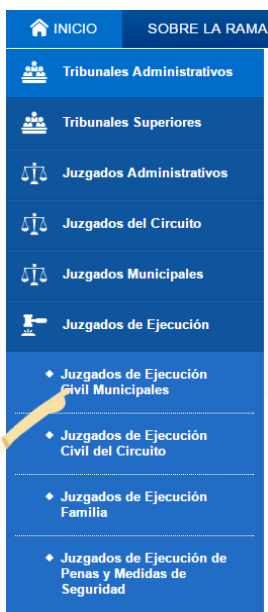 INICIO SOBRE LA RAMA
Tribunales Administrativos
Tribunales Superiores
Juzgados Administrativos
Juzgados del Circuito
Juzgados Municipales
Juzgados de Ejecución
Juzgados de Ejecución
Civil Municipales
Juzgados de Ejecución
Civil del Circuito
Juzgados de Ejecución
Familia
Juzgados de Ejecución de
Penas y Medidas de
Seguridad